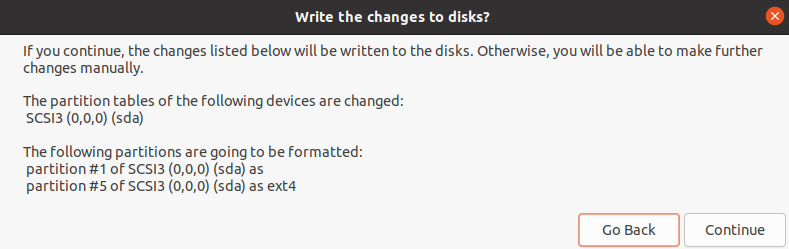 Write the changes to disks?
If you continue, the changes listed below will be written to the disks. Otherwise, you will be able to make further
changes manually.
The partition tables of the following devices are changed:
SCSI3 (0,0,0) (sda)
The following partitions are going to be formatted:
partition #1 of SCSI3 (0,0,0) (sda) as
partition #5 of SCSI3 (0,0,0) (sda) as ext4
Go Back Continue